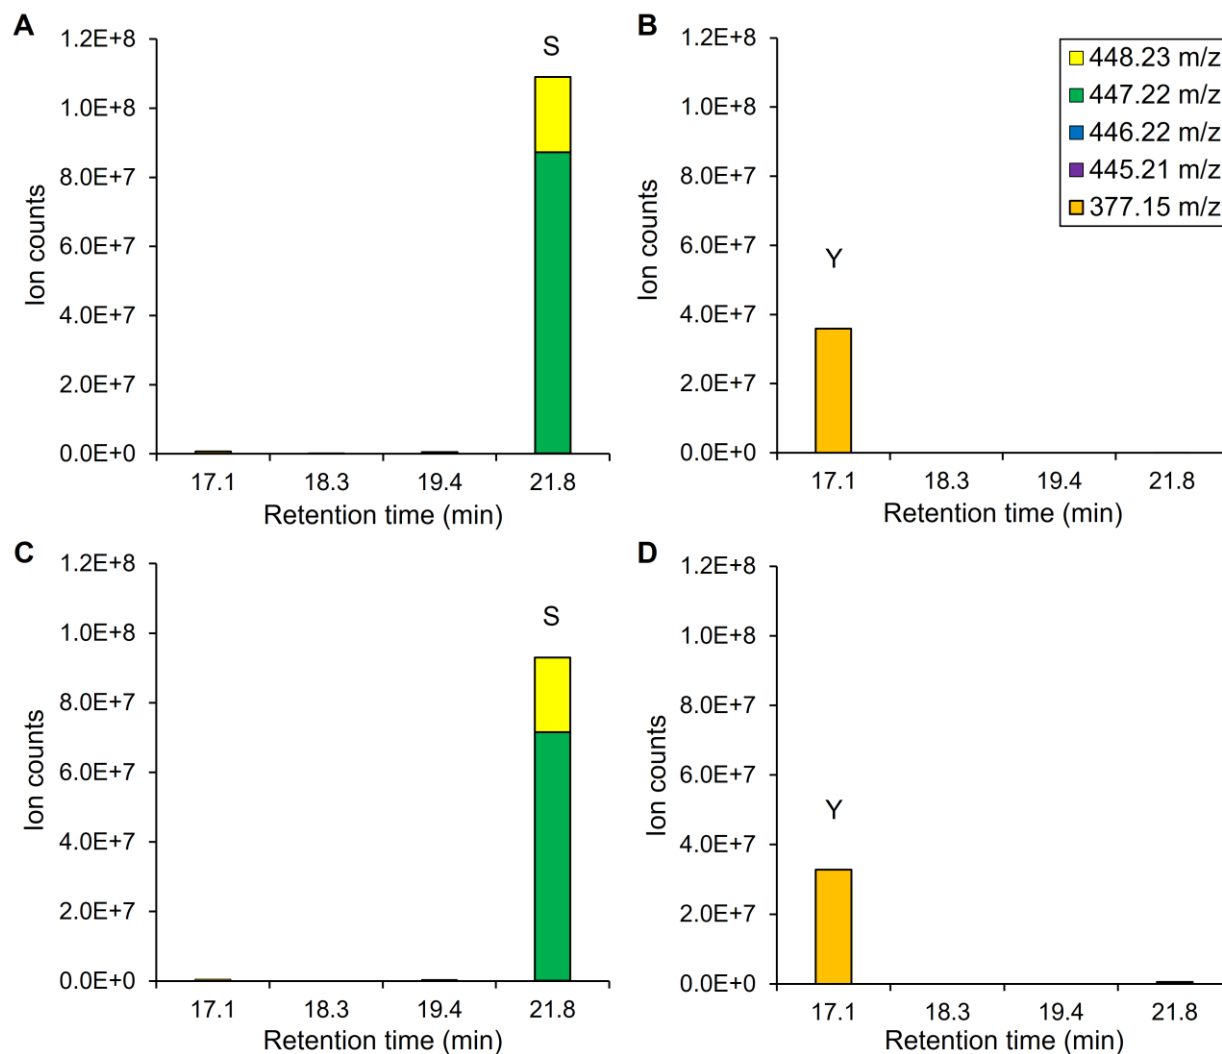 A
1.2E+8
1.0E+8
8.0E+7
6.0E+7
4.0E+7
2.0E+7
0.0E+0
Ion counts
S
17.1 18.3 19.4 21.8
Retention time (min)
B
1.2E+8
1.0E+8
8.0E+7
6.0E+7
4.0E+7
2.0E+7
0.0E+0
Ion counts
Y
448.23 m/z
447.22 m/z
446.22 m/z
445.21 m/z
377.15 m/z
17.1 18.3 19.4 21.8
Retention time (min)
C
1.2E+8
1.0E+8
8.0E+7
6.0E+7
4.0E+7
2.0E+7
0.0E+0
Ion counts
S
17.1 18.3 19.4 21.8
Retention time (min)
D
1.2E+8
1.0E+8
8.0E+7
6.0E+7
4.0E+7
2.0E+7
0.0E+0
Ion counts
Y
17.1 18.3 19.4 21.8
Retention time (min)